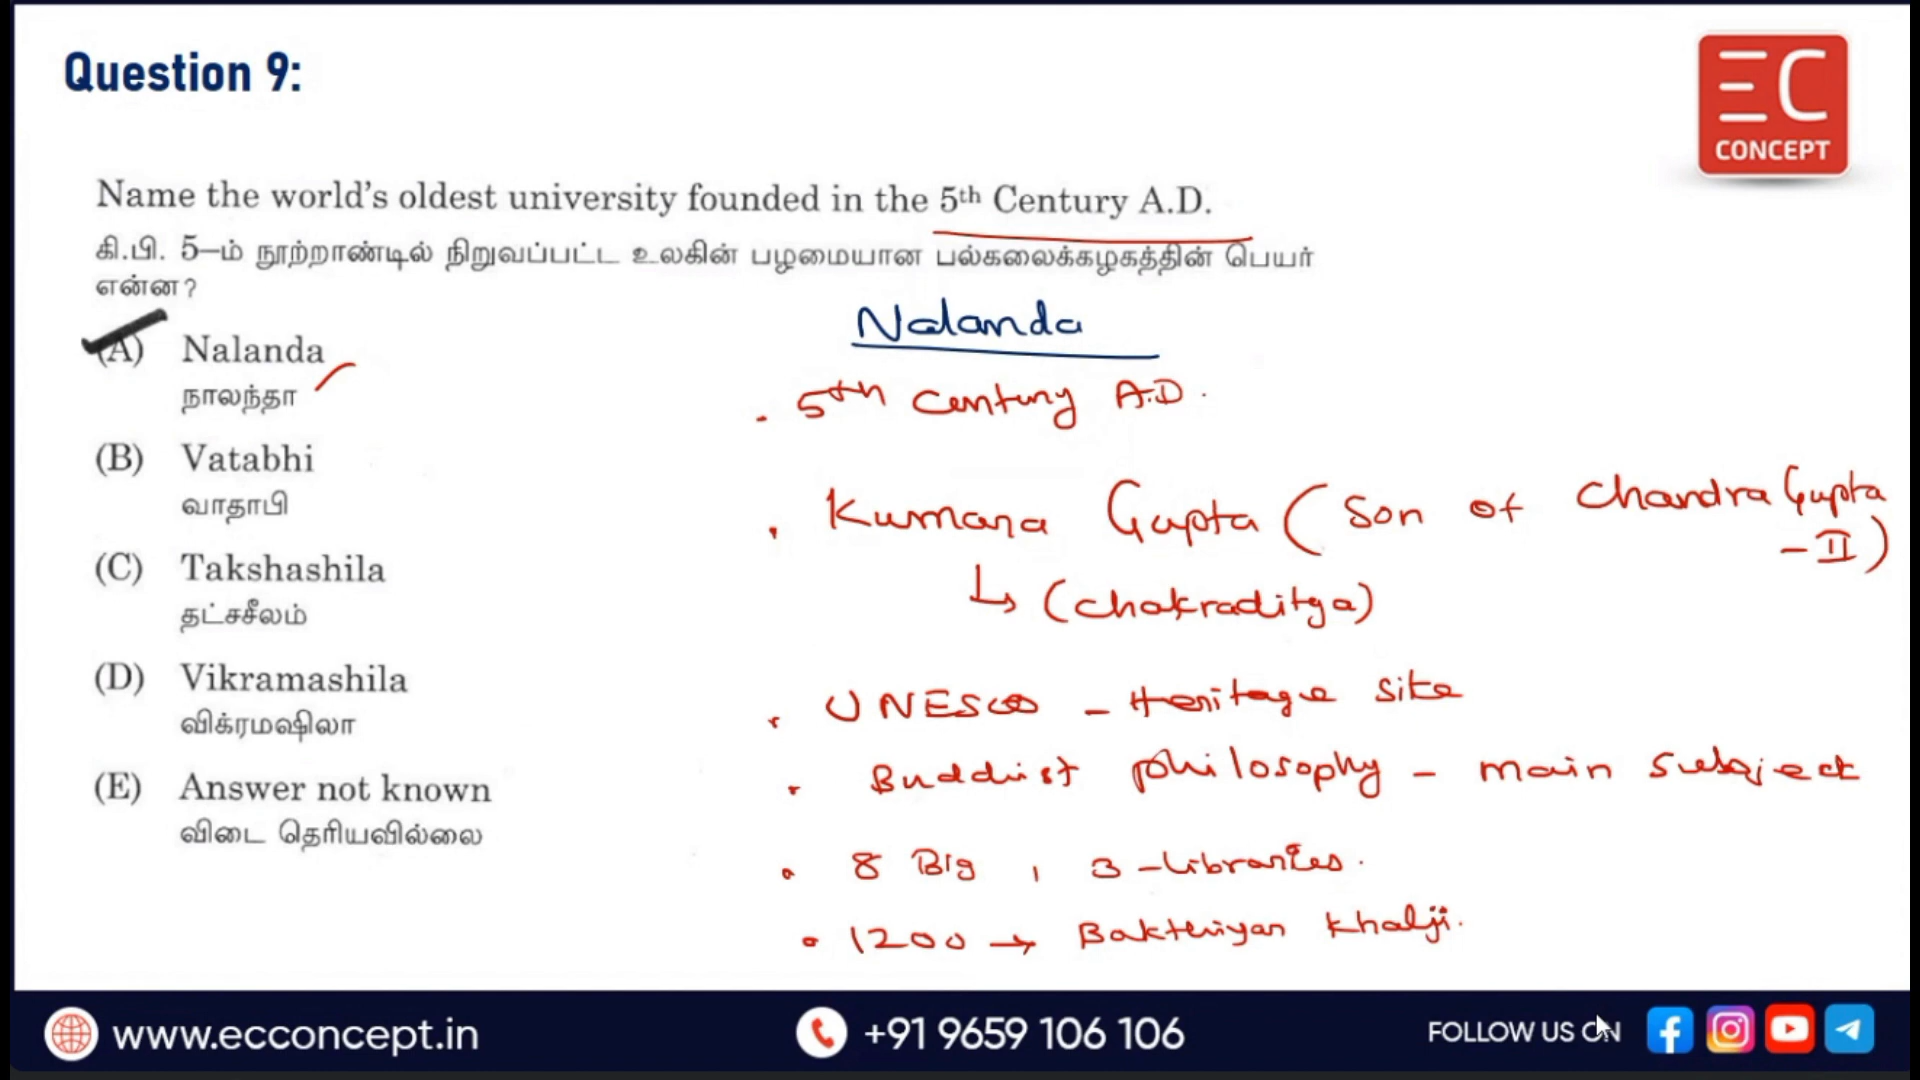 Question 9:
EC
CONCEPT
Name the world's oldest university founded in the 5th Century A.D.
கி.பி. 5–ம் நூற்றாண்டில் நிறுவப்பட்ட உலகின் பழமையான பல்கலைக்கழகத்தின் பெயர்
என்ன?
(A) Nalanda
நாலந்தா
(B) Vatabhi
வாதாபி
(C) Takshashila
தட்சசீலம்
(D) Vikramashila
விக்ரமஷிலா
(E) Answer not known
விடை தெரியவில்லை
Nalanda
. 5th Century A.D.
. Kumara Gupta (Son of Chandra Gupta
-II)
↳ (Chakraditya)
. UNESCO - Heritage site
. Buddhist philosophy - main subject
. 8 Big , 3 - Libraries.
. 1200 → Baktiyar Khalji.
www.ecconcept.in
+91 9659 106 106
FOLLOW US ON